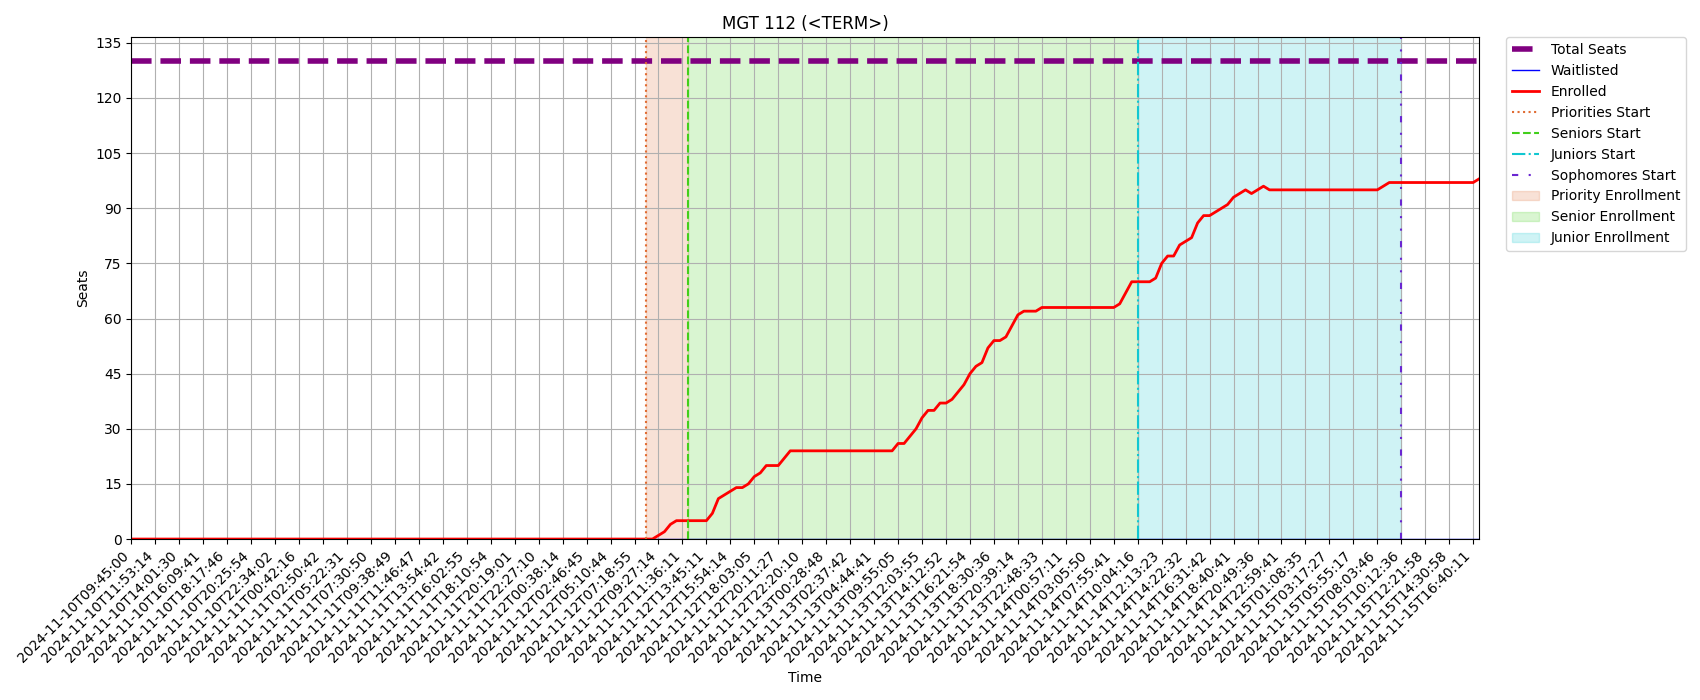 MGT 112 (<TERM>)
135
120
105
90
75
60
45
30
15
0
Seats
Total Seats
Waitlisted
Enrolled
Priorities Start
Seniors Start
Juniors Start
Sophomores Start
Priority Enrollment
Senior Enrollment
Junior Enrollment
2024-11-10T09:45:00
2024-11-10T11:53:14
2024-11-10T14:01:30
2024-11-10T16:09:41
2024-11-10T18:17:46
2024-11-10T20:25:54
2024-11-10T22:34:02
2024-11-11T00:42:16
2024-11-11T02:50:42
2024-11-11T05:22:31
2024-11-11T07:30:50
2024-11-11T09:38:49
2024-11-11T11:46:47
2024-11-11T13:54:42
2024-11-11T16:02:55
2024-11-11T18:10:54
2024-11-11T20:19:01
2024-11-11T22:27:10
2024-11-12T00:38:14
2024-11-12T02:46:45
2024-11-12T05:10:44
2024-11-12T07:18:55
2024-11-12T09:27:14
2024-11-12T11:36:11
2024-11-12T13:45:11
2024-11-12T15:54:14
2024-11-12T18:03:05
2024-11-12T20:11:27
2024-11-12T22:20:10
2024-11-13T00:28:48
2024-11-13T02:37:42
2024-11-13T04:44:41
2024-11-13T09:55:05
2024-11-13T12:03:55
2024-11-13T14:12:52
2024-11-13T16:21:54
2024-11-13T18:30:36
2024-11-13T20:39:14
2024-11-13T22:48:33
2024-11-14T00:57:11
2024-11-14T03:05:50
2024-11-14T07:55:41
2024-11-14T10:04:16
2024-11-14T12:13:23
2024-11-14T14:22:32
2024-11-14T16:31:42
2024-11-14T18:40:41
2024-11-14T20:49:36
2024-11-14T22:59:41
2024-11-15T01:08:35
2024-11-15T03:17:27
2024-11-15T05:55:17
2024-11-15T08:03:46
2024-11-15T10:12:36
2024-11-15T12:21:58
2024-11-15T14:30:58
2024-11-15T16:40:11
Time